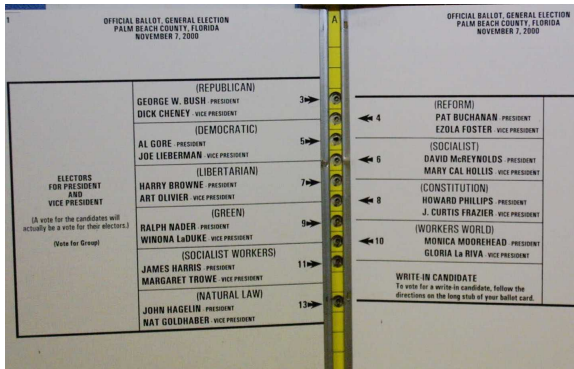 1
OFFICIAL BALLOT, GENERAL ELECTION
PALM BEACH COUNTY, FLORIDA
NOVEMBER 7, 2000
ELECTORS
FOR PRESIDENT
AND
VICE PRESIDENT
(A vote for the candidates will
actually be a vote for their electors.)
(Vote for Group)
(REPUBLICAN)
GEORGE W. BUSH - PRESIDENT
DICK CHENEY - VICE PRESIDENT
3
(DEMOCRATIC)
AL GORE - PRESIDENT
JOE LIEBERMAN - VICE PRESIDENT
5
(LIBERTARIAN)
HARRY BROWNE - PRESIDENT
ART OLIVIER - VICE PRESIDENT
7
(GREEN)
RALPH NADER - PRESIDENT
WINONA LaDUKE - VICE PRESIDENT
9
(SOCIALIST WORKERS)
JAMES HARRIS - PRESIDENT
MARGARET TROWE - VICE PRESIDENT
11
(NATURAL LAW)
JOHN HAGELIN - PRESIDENT
NAT GOLDHABER - VICE PRESIDENT
13
A
OFFICIAL BALLOT, GENERAL ELECTION
PALM BEACH COUNTY, FLORIDA
NOVEMBER 7, 2000
(REFORM)
4 PAT BUCHANAN - PRESIDENT
EZOLA FOSTER - VICE PRESIDENT
(SOCIALIST)
6 DAVID McREYNOLDS - PRESIDENT
MARY CAL HOLLIS - VICE PRESIDENT
(CONSTITUTION)
8 HOWARD PHILLIPS - PRESIDENT
J. CURTIS FRAZIER - VICE PRESIDENT
(WORKERS WORLD)
10 MONICA MOOREHEAD - PRESIDENT
GLORIA La RIVA - VICE PRESIDENT
WRITE-IN CANDIDATE
To vote for a write-in candidate, follow the
directions on the long stub of your ballot card.